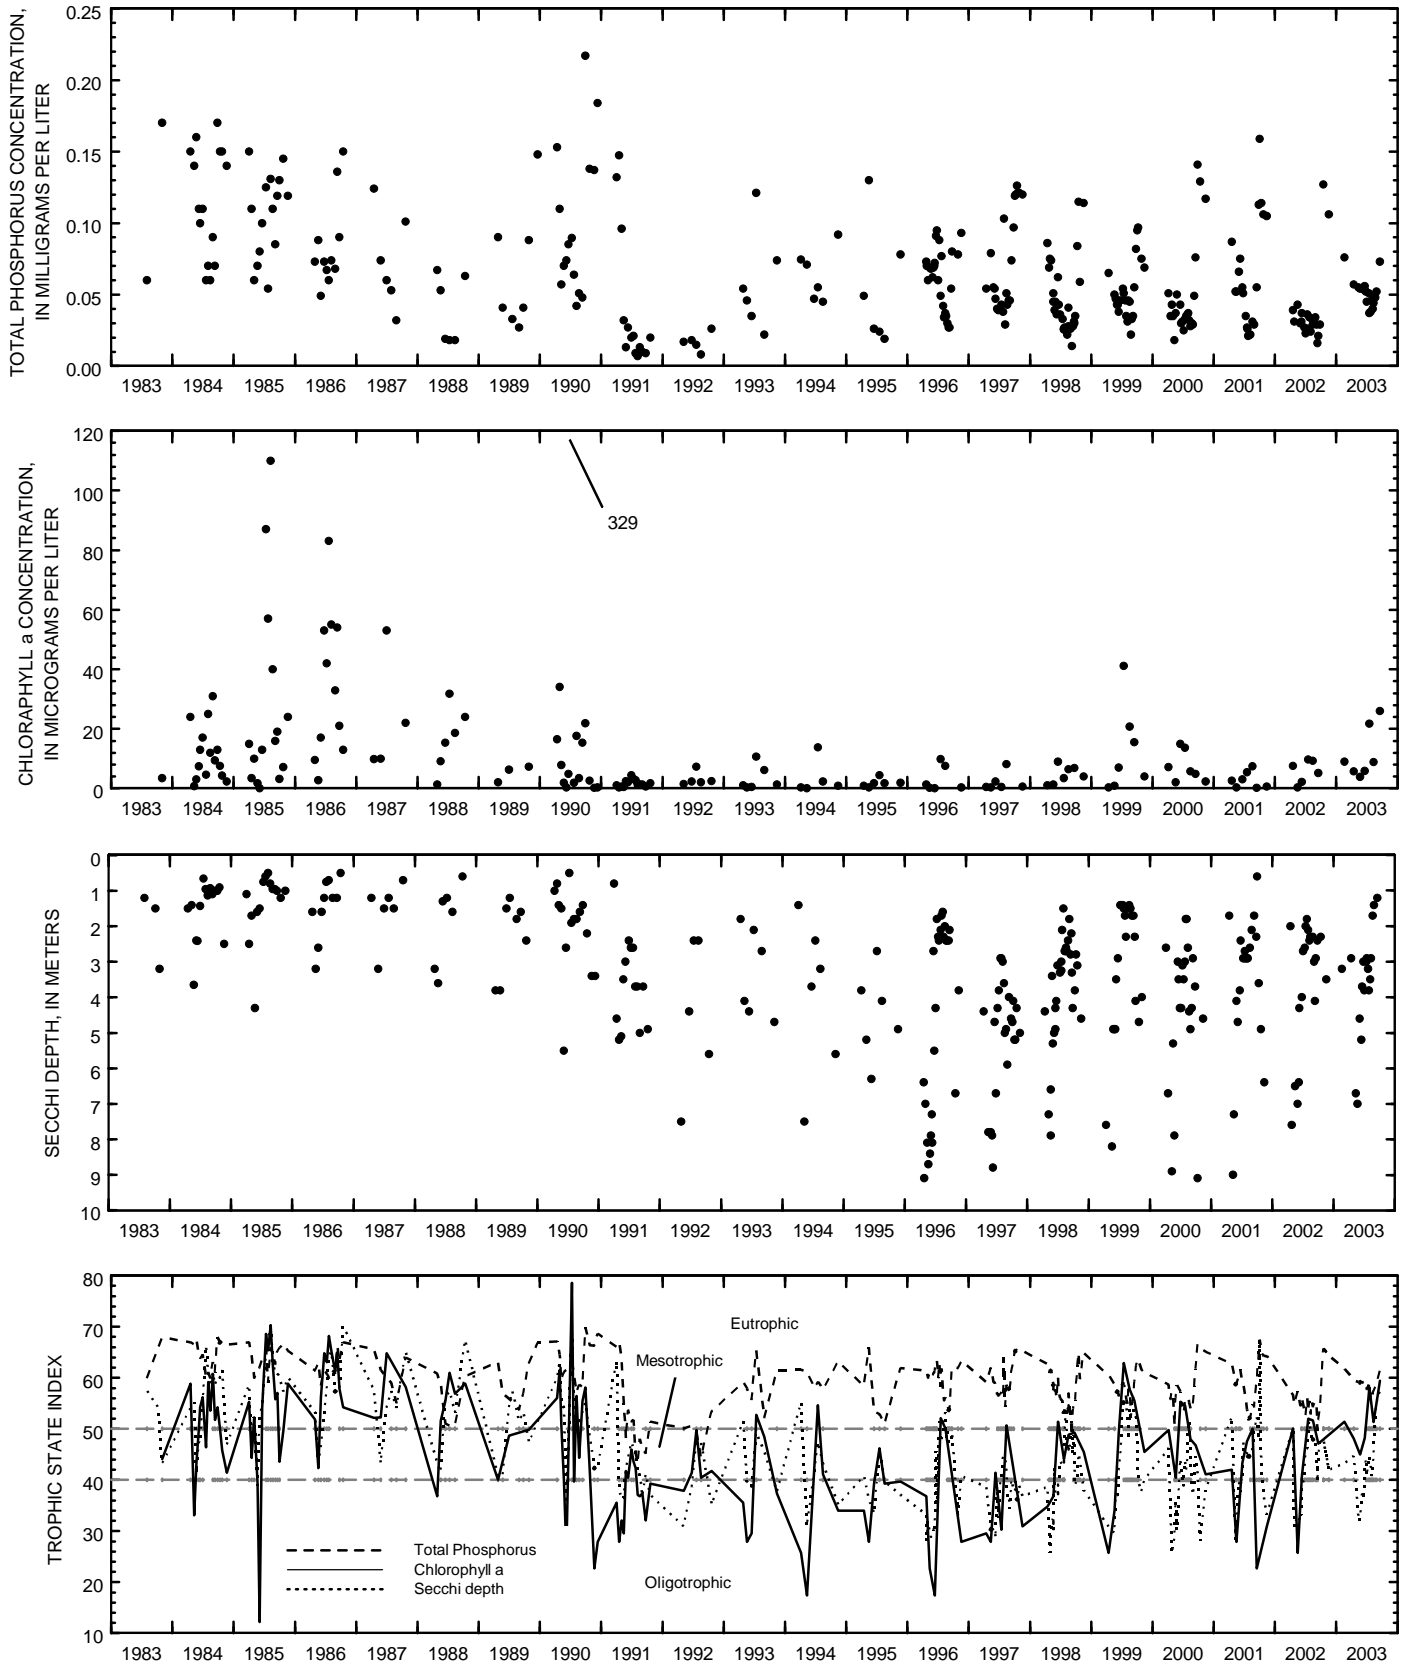 TOTAL PHOSPHORUS CONCENTRATION,
IN MILLIGRAMS PER LITER
0.25
0.20
0.15
0.10
0.05
0.00
1983 1984 1985 1986 1987 1988 1989 1990 1991 1992 1993 1994 1995 1996 1997 1998 1999 2000 2001 2002 2003
CHLORAPHYLL a CONCENTRATION,
IN MICROGRAMS PER LITER
120
100
80
60
40
20
0
329
1983 1984 1985 1986 1987 1988 1989 1990 1991 1992 1993 1994 1995 1996 1997 1998 1999 2000 2001 2002 2003
SECCHI DEPTH, IN METERS
0
1
2
3
4
5
6
7
8
9
10
1983 1984 1985 1986 1987 1988 1989 1990 1991 1992 1993 1994 1995 1996 1997 1998 1999 2000 2001 2002 2003
TROPHIC STATE INDEX
80
70
60
50
40
30
20
10
Eutrophic
Mesotrophic
Oligotrophic
Total Phosphorus
Chlorophyll a
Secchi depth
1983 1984 1985 1986 1987 1988 1989 1990 1991 1992 1993 1994 1995 1996 1997 1998 1999 2000 2001 2002 2003